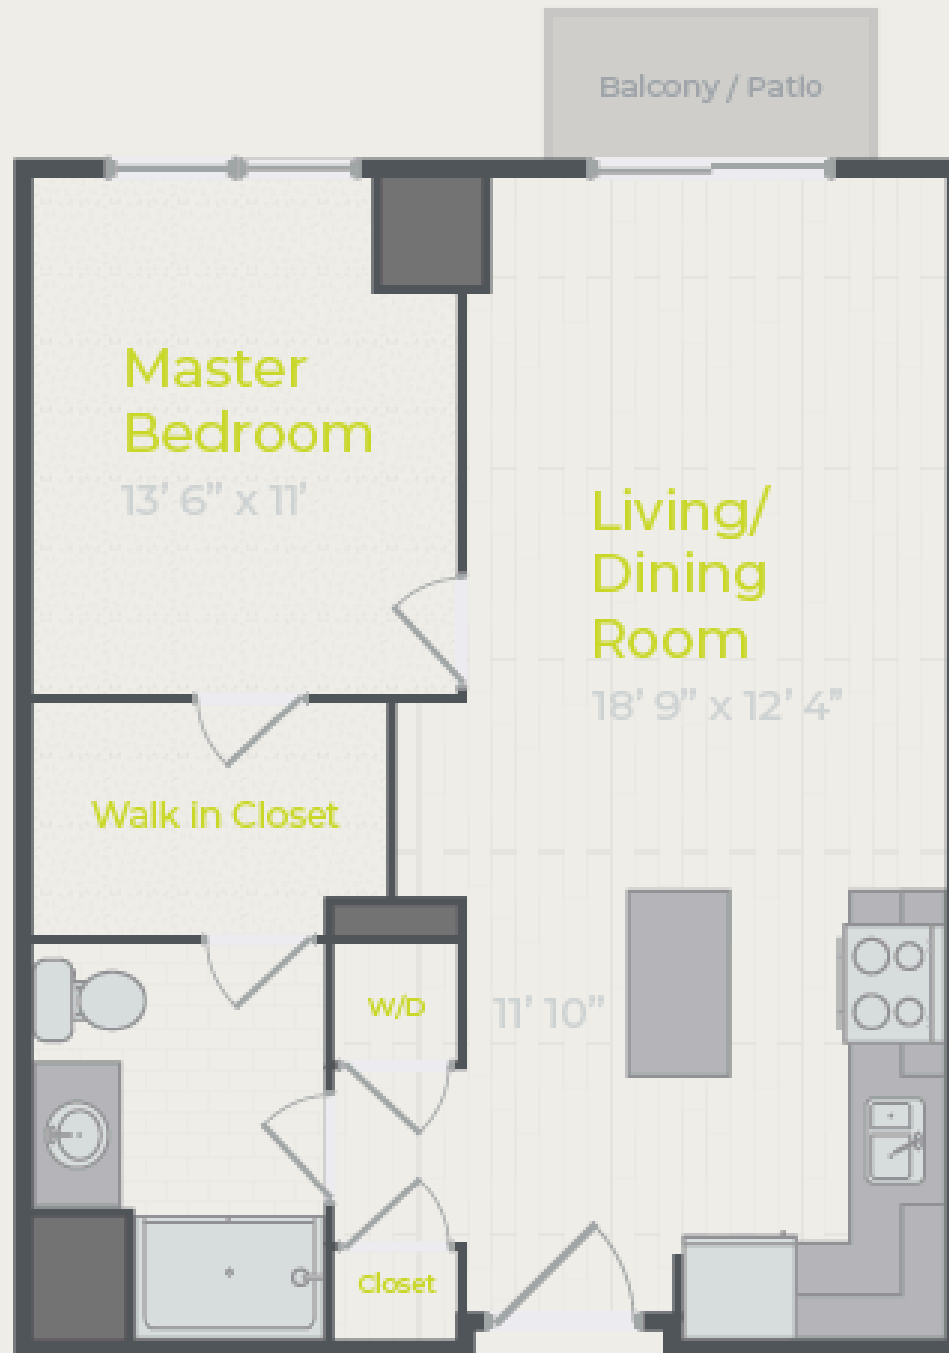 Balcony / Patio
Master
Bedroom
13’ 6” x 11’
Living/
Dining
Room
18’ 9” x 12’ 4”
Walk in Closet
W/D
11’ 10”
Closet